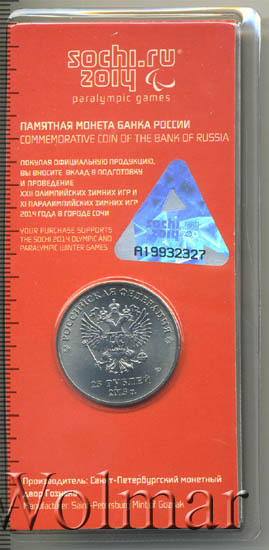 sochi.ru®
2014
paralympic games
ПАМЯТНАЯ МОНЕТА БАНКА РОССИИ
COMMEMORATIVE COIN OF THE BANK OF RUSSIA
ПОКУПАЯ ОФИЦИАЛЬНУЮ ПРОДУКЦИЮ,
ВЫ ВНОСИТЕ ВКЛАД В ПОДГОТОВКУ
И ПРОВЕДЕНИЕ
XXII ОЛИМПИЙСКИХ ЗИМНИХ ИГР И
XI ПАРАЛИМПИЙСКИХ ЗИМНИХ ИГР
2014 ГОДА В ГОРОДЕ СОЧИ
YOUR PURCHASE SUPPORTS
THE SOCHI 2014 OLYMPIC AND
PARALYMPIC WINTER GAMES
sochi
2014
A19932327
РОССИЙСКАЯ ФЕДЕРАЦИЯ
25 РУБЛЕЙ
Производитель: Санкт-Петербургский монетный
двор Гознака
Manufacturer: Saint-Petersburg Mint of Goznak
Wolmar